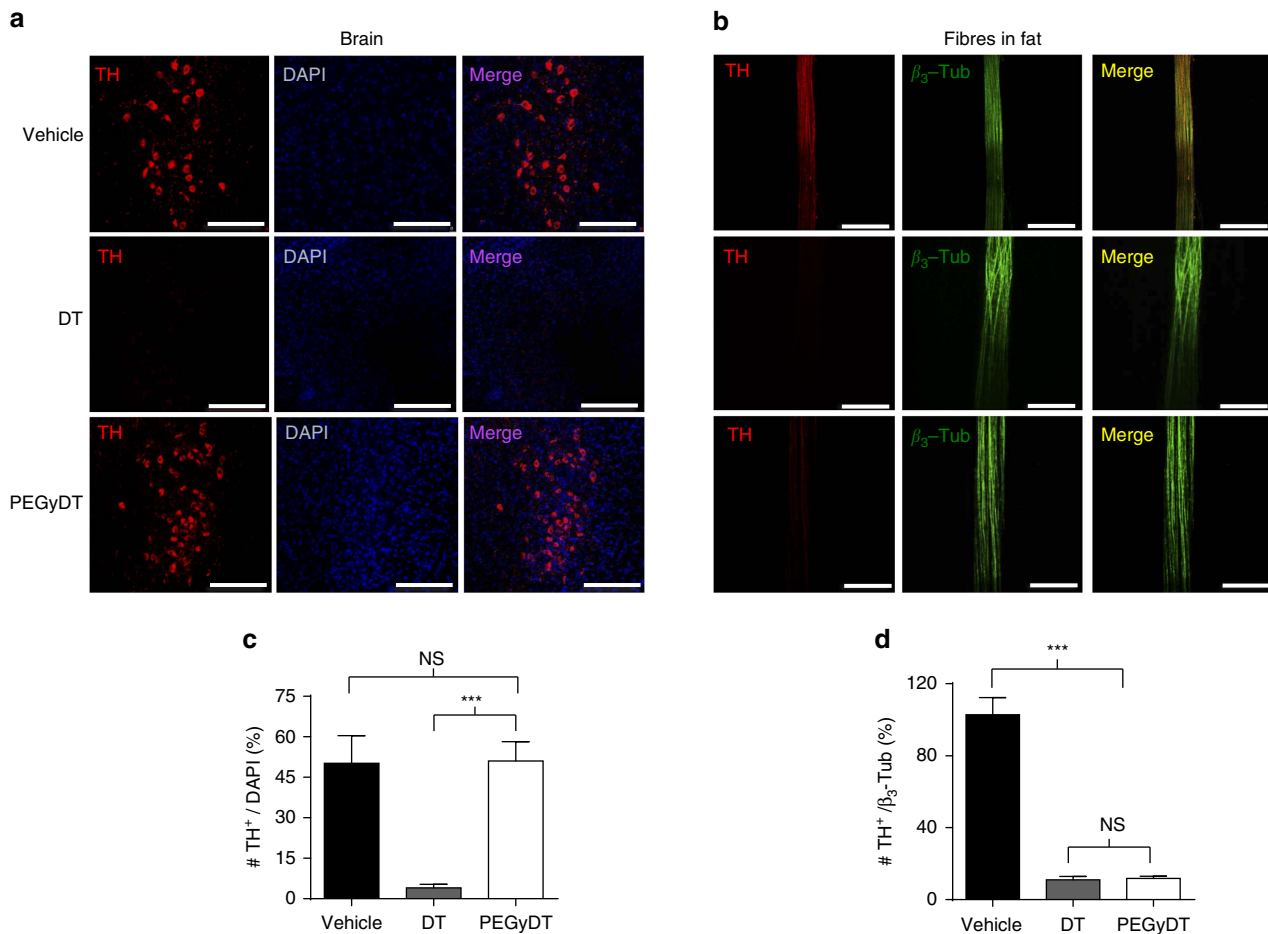 a
Brain
TH DAPI Merge
Vehicle
TH DAPI Merge
DT
TH DAPI Merge
PEGyDT
b
Fibres in fat
TH β₃–Tub Merge
TH β₃–Tub Merge
TH β₃–Tub Merge
c
NS
***
75
60
45
30
15
0
# TH⁺ / DAPI (%)
Vehicle DT PEGyDT
d
***
NS
120
80
40
0
# TH⁺ /β₃-Tub (%)
Vehicle DT PEGyDT